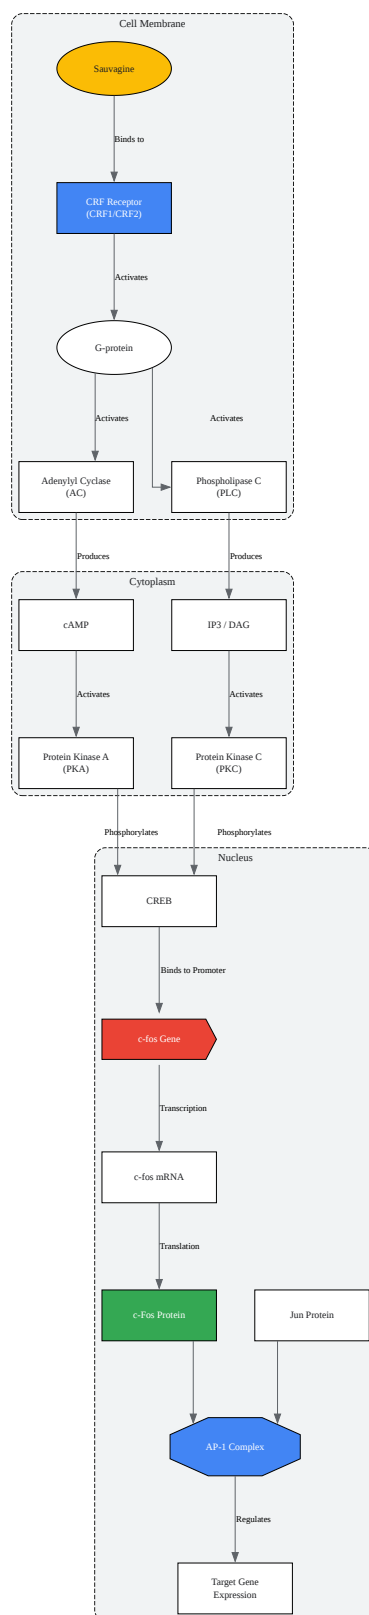 Cell Membrane
Sauvagine
Binds to
CRF Receptor
(CRF1/CRF2)
Activates
G-protein
Activates
Activates
Adenylyl Cyclase
(AC)
Phospholipase C
(PLC)
Produces
Produces
Cytoplasm
cAMP
IP3 / DAG
Activates
Activates
Protein Kinase A
(PKA)
Protein Kinase C
(PKC)
Phosphorylates
Phosphorylates
Nucleus
CREB
Binds to Promoter
c-fos Gene
Transcription
c-fos mRNA
Translation
c-Fos Protein
Jun Protein
AP-1 Complex
Regulates
Target Gene
Expression